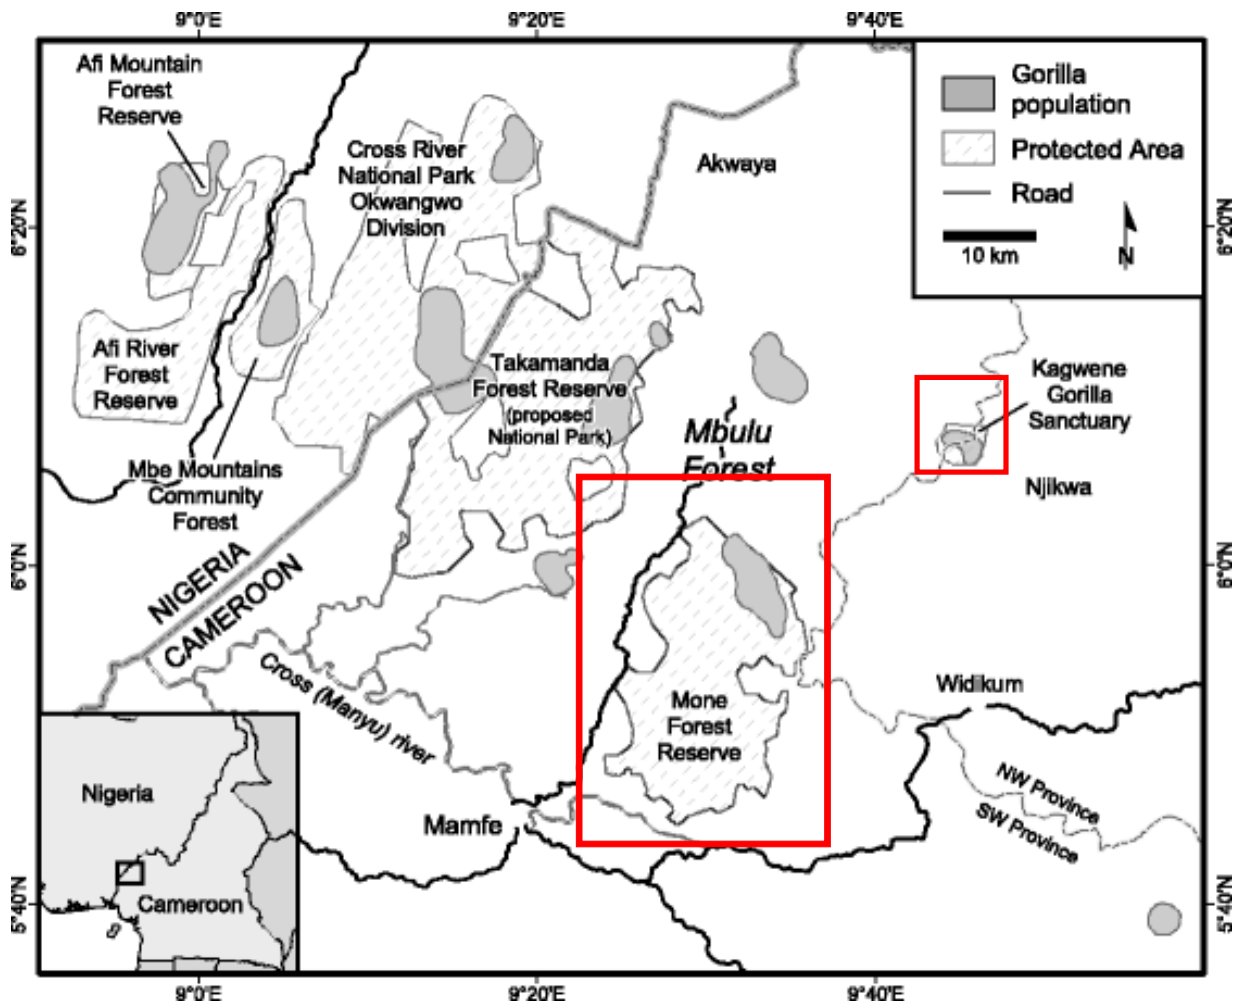 9°0'E
9°20'E
9°40'E
Afi Mountain
Forest
Reserve
Cross River
National Park
Okwangwo
Division
Akwaya
Gorilla
population
Protected Area
Road
10 km
N
6°20'N
6°20'N
Afi River
Forest
Reserve
Takamanda
Forest Reserve
(proposed
National Park)
Kagwene
Gorilla
Sanctuary
Mbulu
Forest
Mbe Mountains
Community
Forest
Njikwa
6°0'N
6°0'N
NIGERIA
CAMEROON
Cross (Manyu) river
Mone
Forest
Reserve
Widikum
NW Province
SW Province
Mamfe
Nigeria
Cameroon
5°40'N
5°40'N
9°0'E
9°20'E
9°40'E